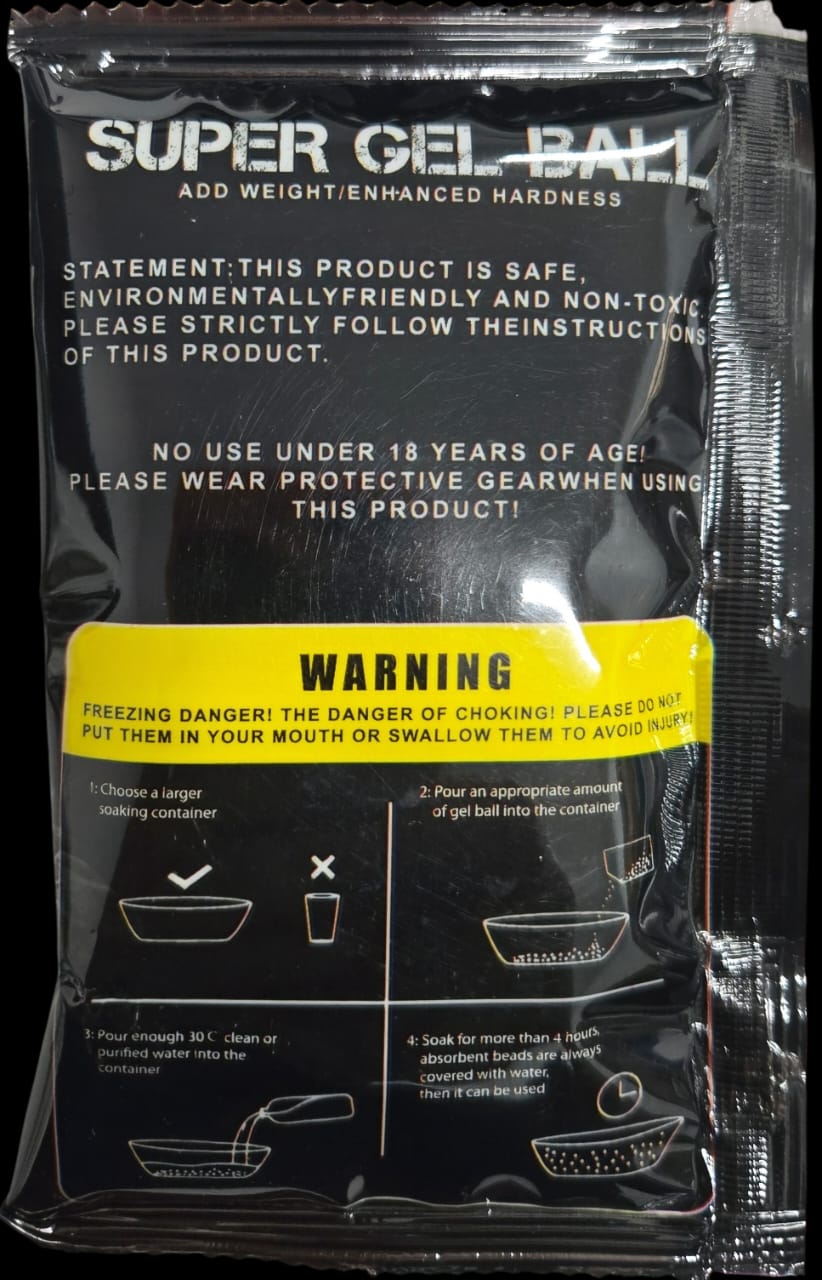 SUPER GEL BALL
ADD WEIGHT/ENHANCED HARDNESS
STATEMENT:THIS PRODUCT IS SAFE,
ENVIRONMENTALLYFRIENDLY AND NON-TOXIC.
PLEASE STRICTLY FOLLOW THEINSTRUCTIONS
OF THIS PRODUCT.
NO USE UNDER 18 YEARS OF AGE!
PLEASE WEAR PROTECTIVE GEARWHEN USING
THIS PRODUCT!
WARNING
FREEZING DANGER! THE DANGER OF CHOKING! PLEASE DO NOT
PUT THEM IN YOUR MOUTH OR SWALLOW THEM TO AVOID INJURY!
1: Choose a larger
soaking container
2: Pour an appropriate amount
of gel ball into the container
3: Pour enough 30 C clean or
purified water into the
container
4: Soak for more than 4 hours,
absorbent beads are always
covered with water,
then it can be used